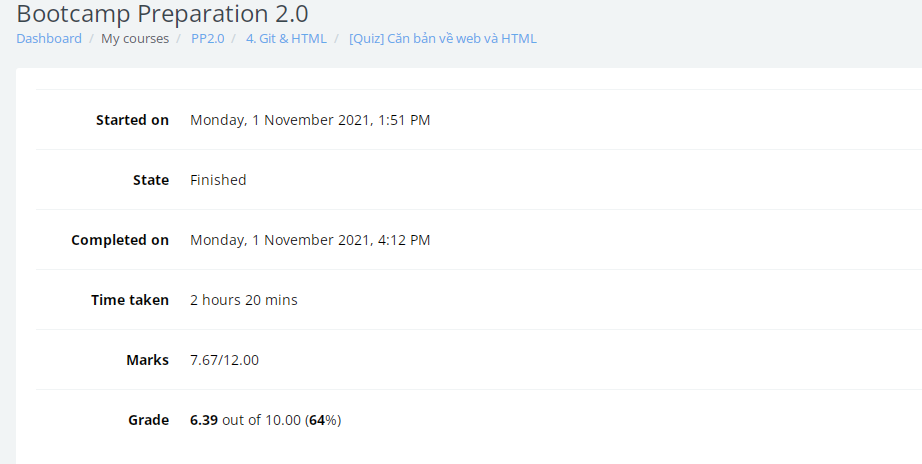 Bootcamp Preparation 2.0
Dashboard / My courses / PP2.0 / 4. Git & HTML / [Quiz] Căn bản về web và HTML
Started on Monday, 1 November 2021, 1:51 PM
State Finished
Completed on Monday, 1 November 2021, 4:12 PM
Time taken 2 hours 20 mins
Marks 7.67/12.00
Grade 6.39 out of 10.00 (64%)